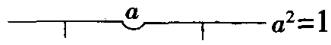 a a² = 1